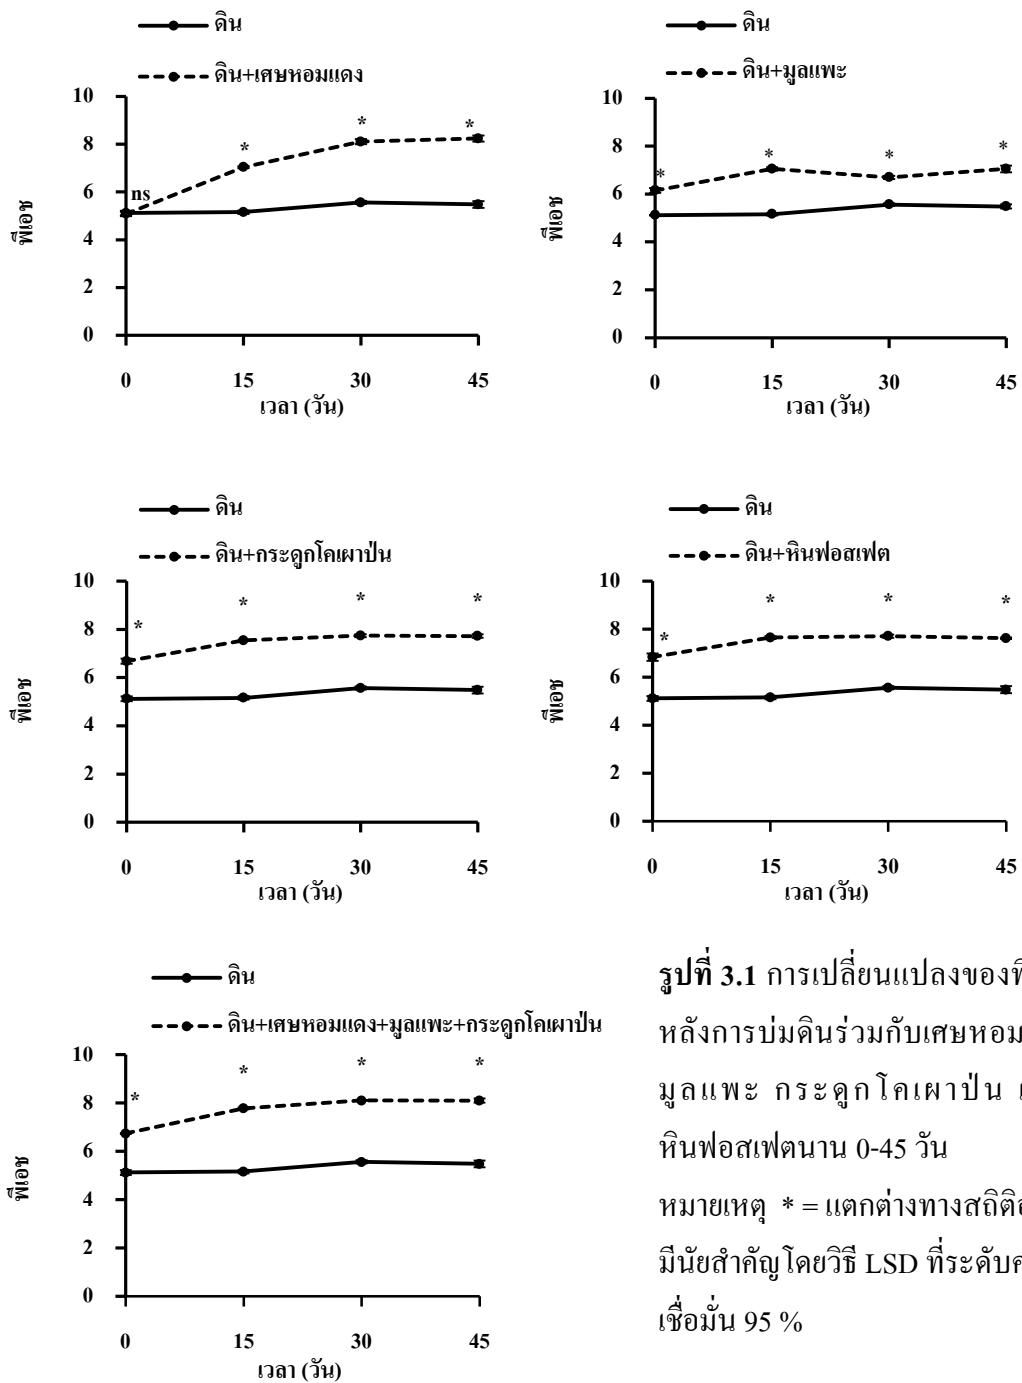 ดิน
ดิน+เศษหอมแดง
10
8
6
4
2
0
พีเอช
ns
*
*
*
0 15 30 45
เวลา (วัน)
ดิน
ดิน+มูลแพะ
10
8
6
4
2
0
พีเอช
*
*
*
*
0 15 30 45
เวลา (วัน)
ดิน
ดิน+กระดูกโคเผาป่น
10
8
6
4
2
0
พีเอช
*
*
*
*
0 15 30 45
เวลา (วัน)
ดิน
ดิน+หินฟอสเฟต
10
8
6
4
2
0
พีเอช
*
*
*
*
0 15 30 45
เวลา (วัน)
ดิน
ดิน+เศษหอมแดง+มูลแพะ+กระดูกโคเผาป่น
10
8
6
4
2
0
พีเอช
*
*
*
*
0 15 30 45
เวลา (วัน)
รูปที่ 3.1 การเปลี่ยนแปลงของ
หลังการบ่มดินร่วมกับเศษหอม
มูลแพะ กระดูกโคเผาป่น
หินฟอสเฟตนาน 0-45 วัน
หมายเหตุ * = แตกต่างทางสถิติ
มีนัยสำคัญโดยวิธี LSD ที่ระดับ
เชื่อมั่น 95 %